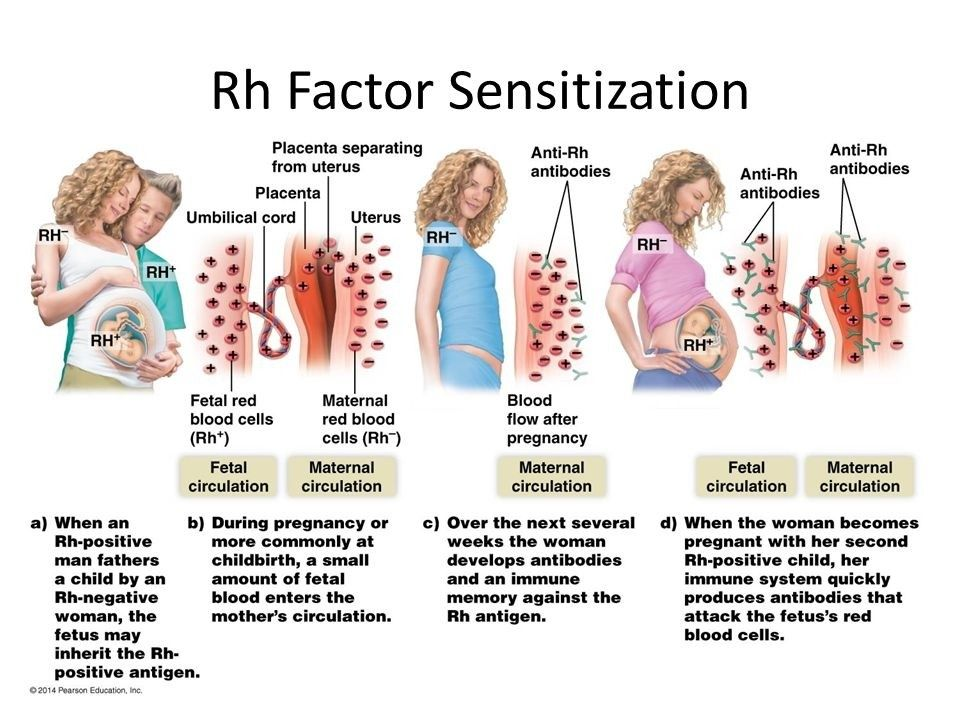 Rh Factor Sensitization
Placenta separating
from uterus
Placenta
Umbilical cord
Uterus
RH–
RH+
RH+
Fetal red
blood cells
(Rh+)
Maternal
red blood
cells (Rh–)
Fetal
circulation
Maternal
circulation
Anti-Rh
antibodies
RH–
Blood
flow after
pregnancy
Maternal
circulation
Anti-Rh
antibodies
Anti-Rh
antibodies
RH–
RH+
Fetal
circulation
Maternal
circulation
a) When an
Rh-positive
man fathers
a child by an
Rh-negative
woman, the
fetus may
inherit the Rh-
positive antigen.
b) During pregnancy or
more commonly at
childbirth, a small
amount of fetal
blood enters the
mother's circulation.
c) Over the next several
weeks the woman
develops antibodies
and an immune
memory against the
Rh antigen.
d) When the woman becomes
pregnant with her second
Rh-positive child, her
immune system quickly
produces antibodies that
attack the fetus's red
blood cells.
© 2014 Pearson Education, Inc.